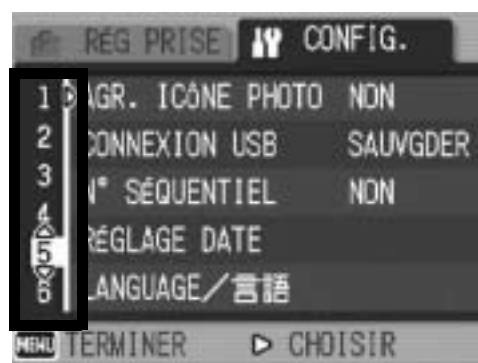 RÉG PRISE CONFIG.
1 AGR. ICÔNE PHOTO NON
2 CONNEXION USB SAUVGDER
3 N° SÉQUENTIEL NON
4
5 RÉGLAGE DATE
6 LANGUAGE/言語
MENU TERMINER CHOISIR